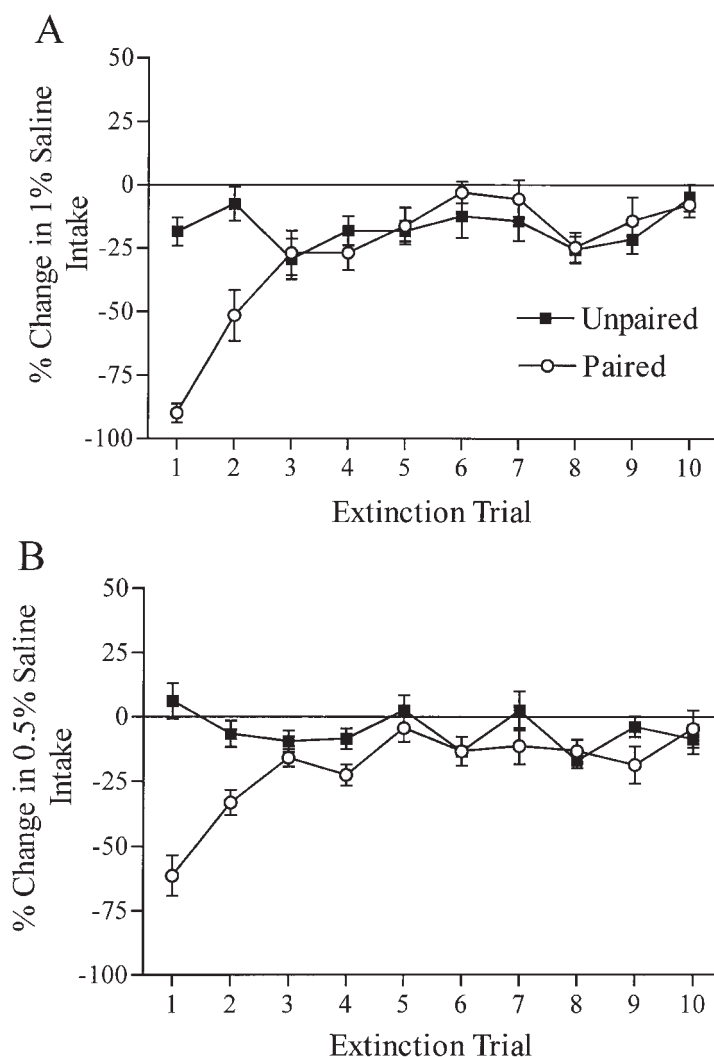 A
% Change in 1% Saline
Intake
50
25
0
-25
-50
-75
-100
Unpaired
Paired
1 2 3 4 5 6 7 8 9 10
Extinction Trial
B
% Change in 0.5% Saline
Intake
50
25
0
-25
-50
-75
-100
1 2 3 4 5 6 7 8 9 10
Extinction Trial